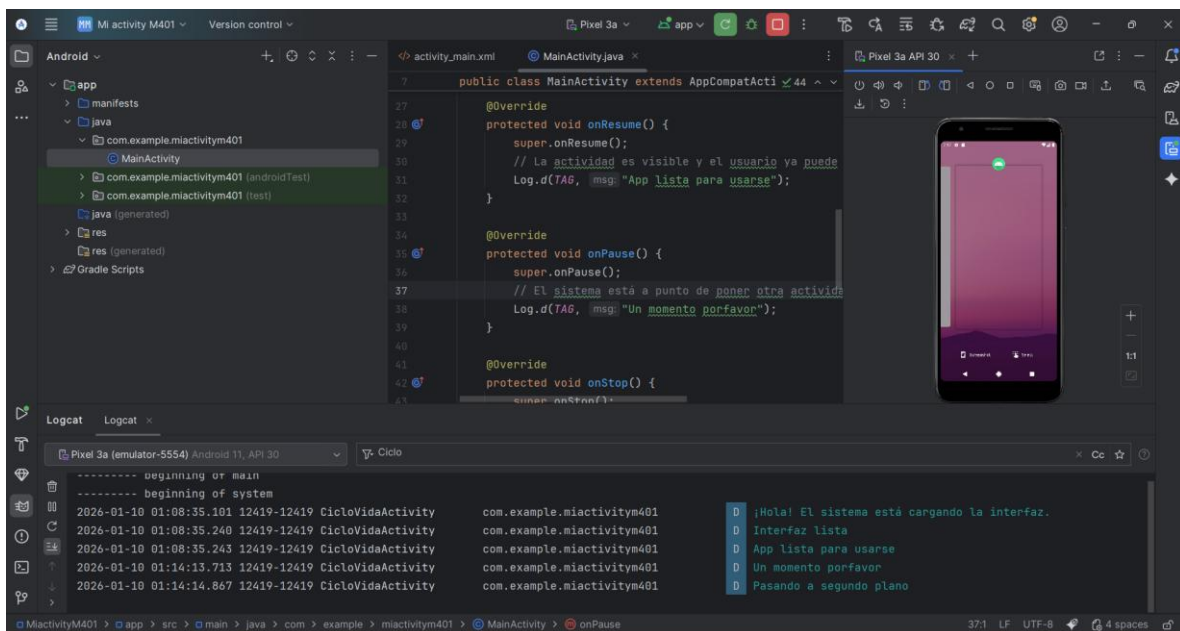 MM Mi activity M401 Version control Pixel 3a app
Android
app
manifests
java
com.example.miactivitym401
MainActivity
com.example.miactivitym401 (androidTest)
com.example.miactivitym401 (test)
java (generated)
res
res (generated)
Gradle Scripts
activity_main.xml MainActivity.java
7 public class MainActivity extends AppCompatActi 44
27 @Override
28 protected void onResume() {
29 super.onResume();
30 // La actividad es visible y el usuario ya puede
31 Log.d(TAG, msg: "App lista para usarse");
32 }
33
34 @Override
35 protected void onPause() {
36 super.onPause();
37 // El sistema está a punto de poner otra activida
38 Log.d(TAG, msg: "Un momento porfavor");
39 }
40
41 @Override
42 protected void onStop() {
43 super.onStop();
Pixel 3a API 30
1:1
Logcat Logcat
Pixel 3a (emulator-5554) Android 11, API 30 Ciclo Cc
--------- beginning of main
--------- beginning of system
2026-01-10 01:08:35.101 12419-12419 CicloVidaActivity com.example.miactivitym401 D ¡Hola! El sistema está cargando la interfaz.
2026-01-10 01:08:35.240 12419-12419 CicloVidaActivity com.example.miactivitym401 D Interfaz lista
2026-01-10 01:08:35.243 12419-12419 CicloVidaActivity com.example.miactivitym401 D App lista para usarse
2026-01-10 01:14:13.713 12419-12419 CicloVidaActivity com.example.miactivitym401 D Un momento porfavor
2026-01-10 01:14:14.867 12419-12419 CicloVidaActivity com.example.miactivitym401 D Pasando a segundo plano
MiactivityM401 > app > src > main > java > com > example > miactivitym401 > MainActivity > onPause 37:1 LF UTF-8 4 spaces